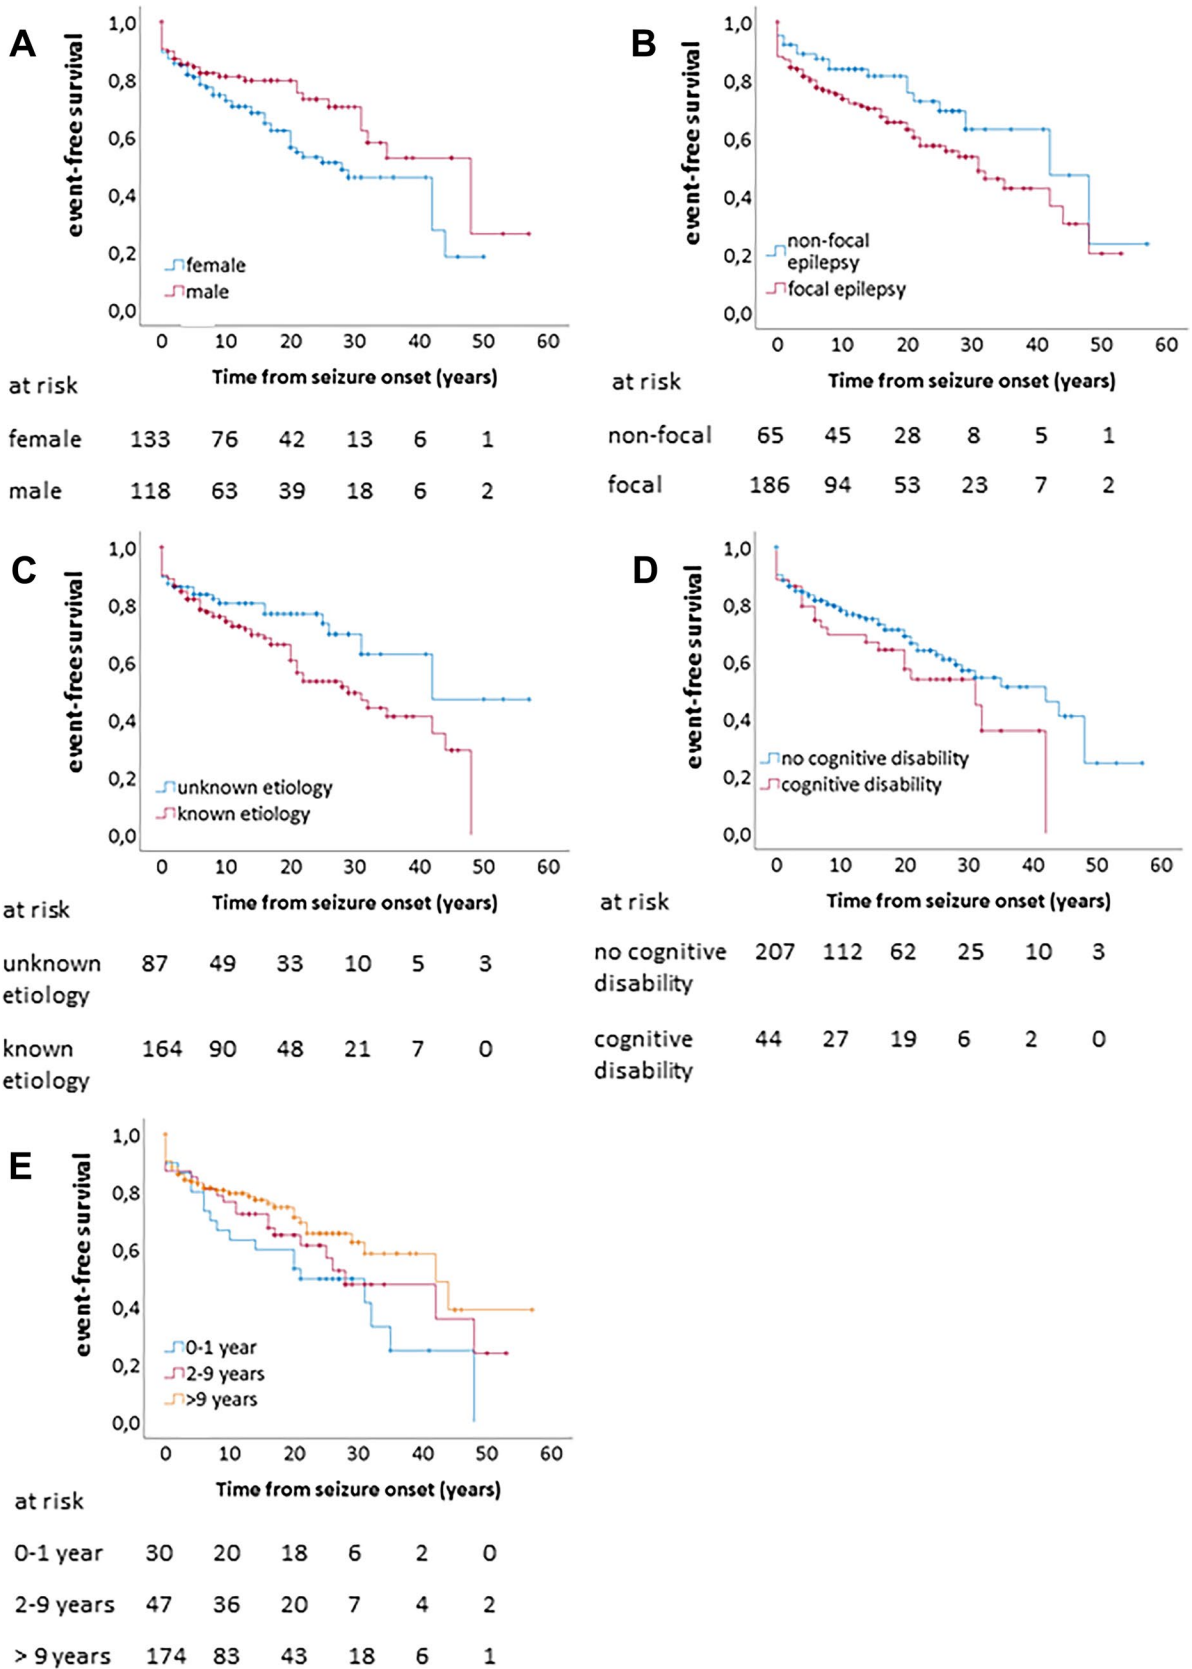 A
event-free survival
1,0
0,8
0,6
0,4
0,2
0,0
female
male
0 10 20 30 40 50 60
Time from seizure onset (years)
at risk
female 133 76 42 13 6 1
male 118 63 39 18 6 2
B
event-free survival
1,0
0,8
0,6
0,4
0,2
0,0
non-focal
epilepsy
focal epilepsy
0 10 20 30 40 50 60
Time from seizure onset (years)
at risk
non-focal 65 45 28 8 5 1
focal 186 94 53 23 7 2
C
event-free survival
1,0
0,8
0,6
0,4
0,2
0,0
unknown etiology
known etiology
0 10 20 30 40 50 60
Time from seizure onset (years)
at risk
unknown 87 49 33 10 5 3
etiology
known 164 90 48 21 7 0
etiology
D
event-free survival
1,0
0,8
0,6
0,4
0,2
0,0
no cognitive disability
cognitive disability
0 10 20 30 40 50 60
Time from seizure onset (years)
at risk
no cognitive 207 112 62 25 10 3
disability
cognitive 44 27 19 6 2 0
disability
E
event-free survival
1,0
0,8
0,6
0,4
0,2
0,0
0-1 year
2-9 years
>9 years
0 10 20 30 40 50 60
Time from seizure onset (years)
at risk
0-1 year 30 20 18 6 2 0
2-9 years 47 36 20 7 4 2
> 9 years 174 83 43 18 6 1